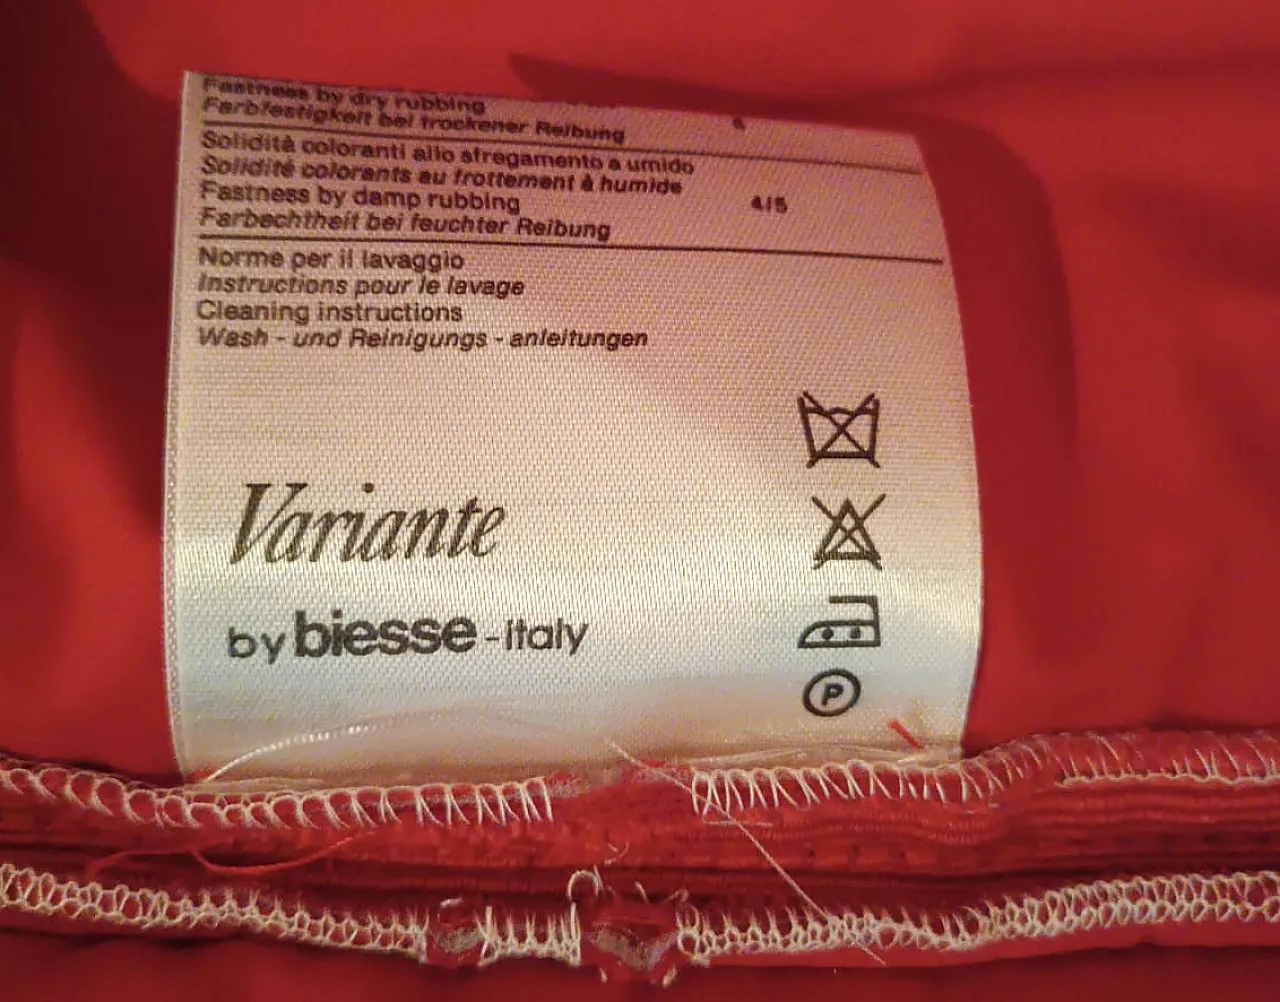 Fastness by dry rubbing
Farbfestigkeit bei trockener Reibung
Solidità coloranti allo sfregamento a umido
Solidité colorants au frottement à humide
Fastness by damp rubbing
Farbechtheit bei feuchter Reibung
4/5
Norme per il lavaggio
Instructions pour le lavage
Cleaning instructions
Wash - und Reinigungs - anleitungen
Variante
by biesse - Italy
P